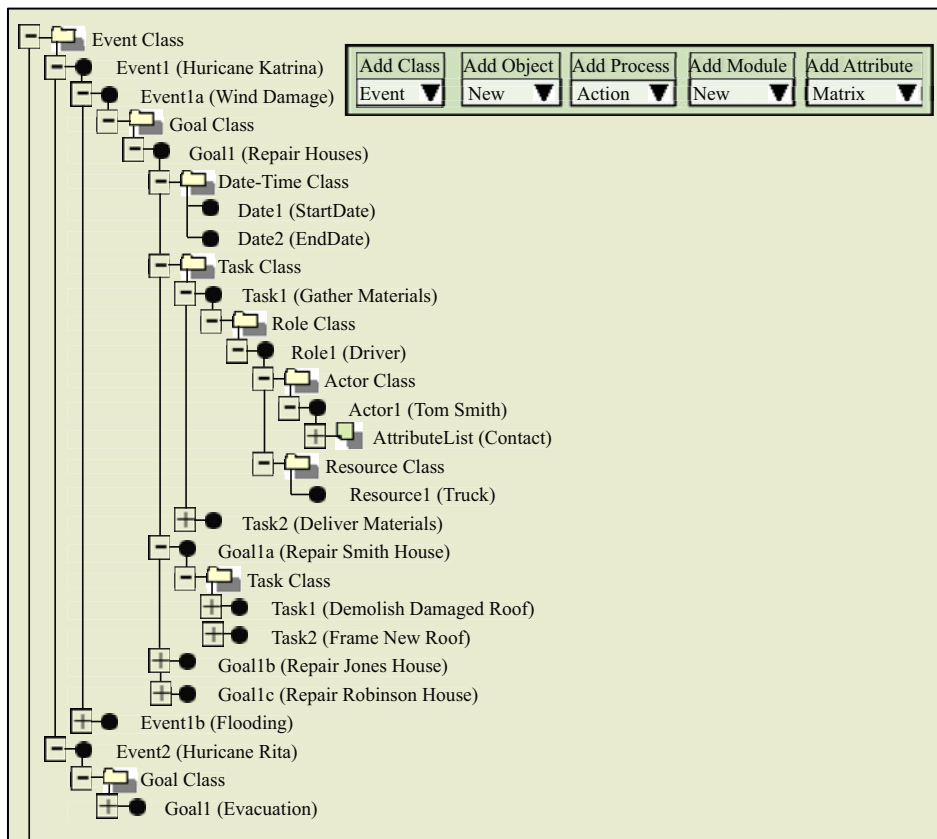 Event Class
Event1 (Huricane Katrina)
Add Class Add Object Add Process Add Module Add Attribute
Event New Action New Matrix
Event1a (Wind Damage)
Goal Class
Goal1 (Repair Houses)
Date-Time Class
Date1 (StartDate)
Date2 (EndDate)
Task Class
Task1 (Gather Materials)
Role Class
Role1 (Driver)
Actor Class
Actor1 (Tom Smith)
AttributeList (Contact)
Resource Class
Resource1 (Truck)
Task2 (Deliver Materials)
Goal1a (Repair Smith House)
Task Class
Task1 (Demolish Damaged Roof)
Task2 (Frame New Roof)
Goal1b (Repair Jones House)
Goal1c (Repair Robinson House)
Event1b (Flooding)
Event2 (Huricane Rita)
Goal Class
Goal1 (Evacuation)